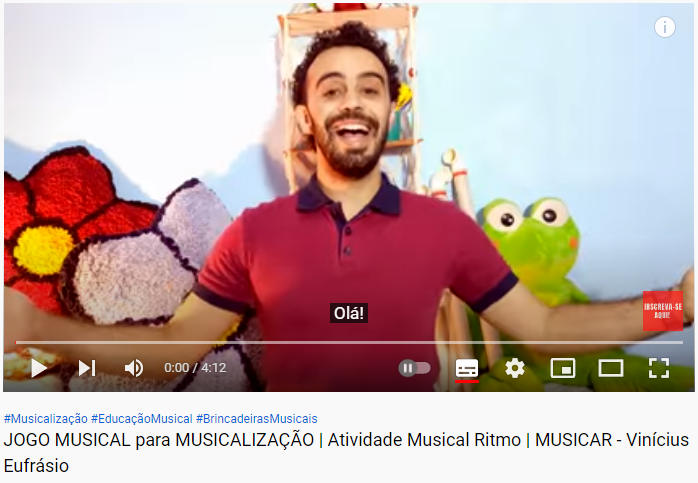 Olá!
INSCREVA-SE
AQUI!
0:00 / 4:12
#Musicalização #EducaçãoMusical #BrincadeirasMusicais
JOGO MUSICAL para MUSICALIZAÇÃO | Atividade Musical Ritmo | MUSICAR - Vinícius
Eufrásio